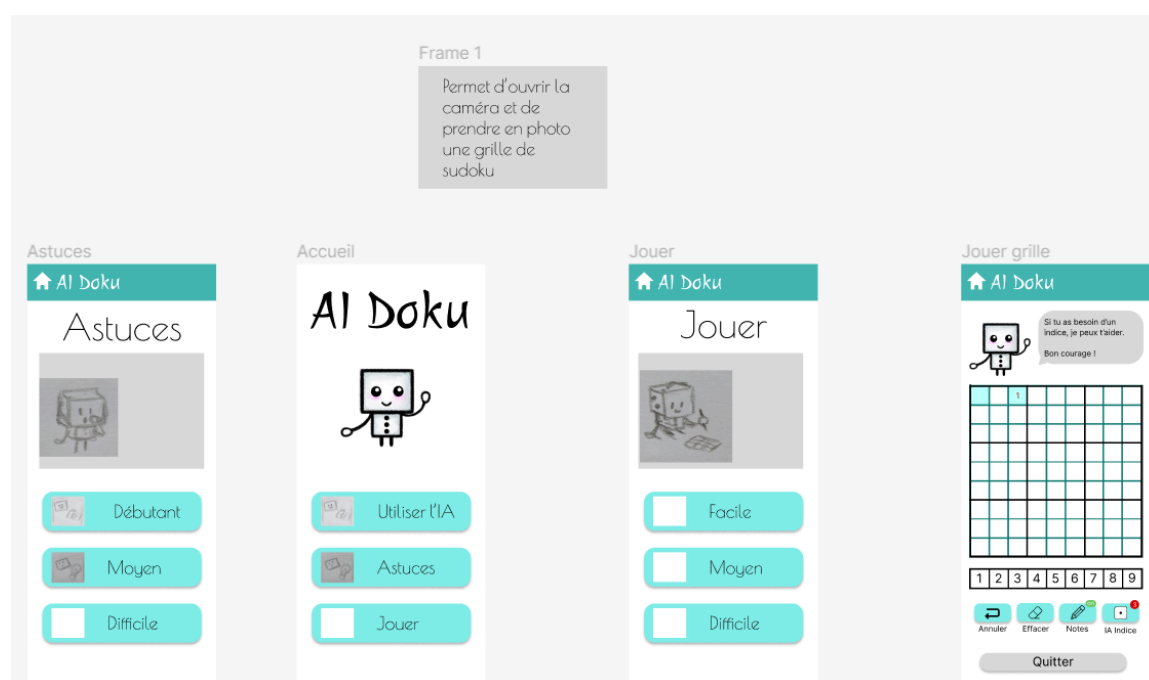 Frame 1
Permet d'ouvrir la
caméra et de
prendre en photo
une grille de
sudoku
Astuces
AI Doku
Astuces
Débutant
Moyen
Difficile
Accueil
AI Doku
Utiliser l'IA
Astuces
Jouer
Jouer
AI Doku
Jouer
Facile
Moyen
Difficile
Jouer grille
AI Doku
Si tu as besoin d'un
indice, je peux t'aider.
Bon courage !
1
1 2 3 4 5 6 7 8 9
3
Annuler Effacer Notes IA Indice
Quitter